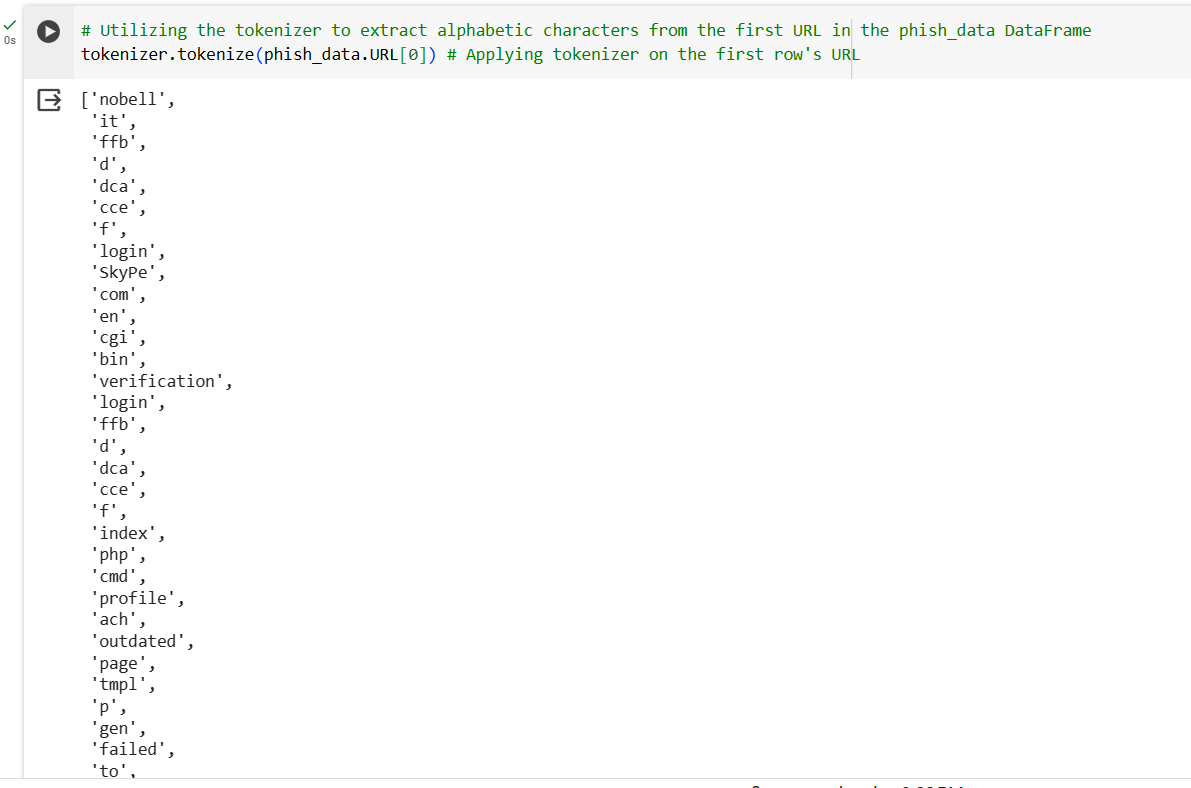 # Utilizing the tokenizer to extract alphabetic characters from the first URL in the phish_data DataFrame
tokenizer.tokenize(phish_data.URL[0]) # Applying tokenizer on the first row's URL
0s
['nobell',
'it',
'ffb',
'd',
'dca',
'cce',
'f',
'login',
'SkyPe',
'com',
'en',
'cgi',
'bin',
'verification',
'login',
'ffb',
'd',
'dca',
'cce',
'f',
'index',
'php',
'cmd',
'profile',
'ach',
'outdated',
'page',
'tmpl',
'p',
'gen',
'failed',
'to',